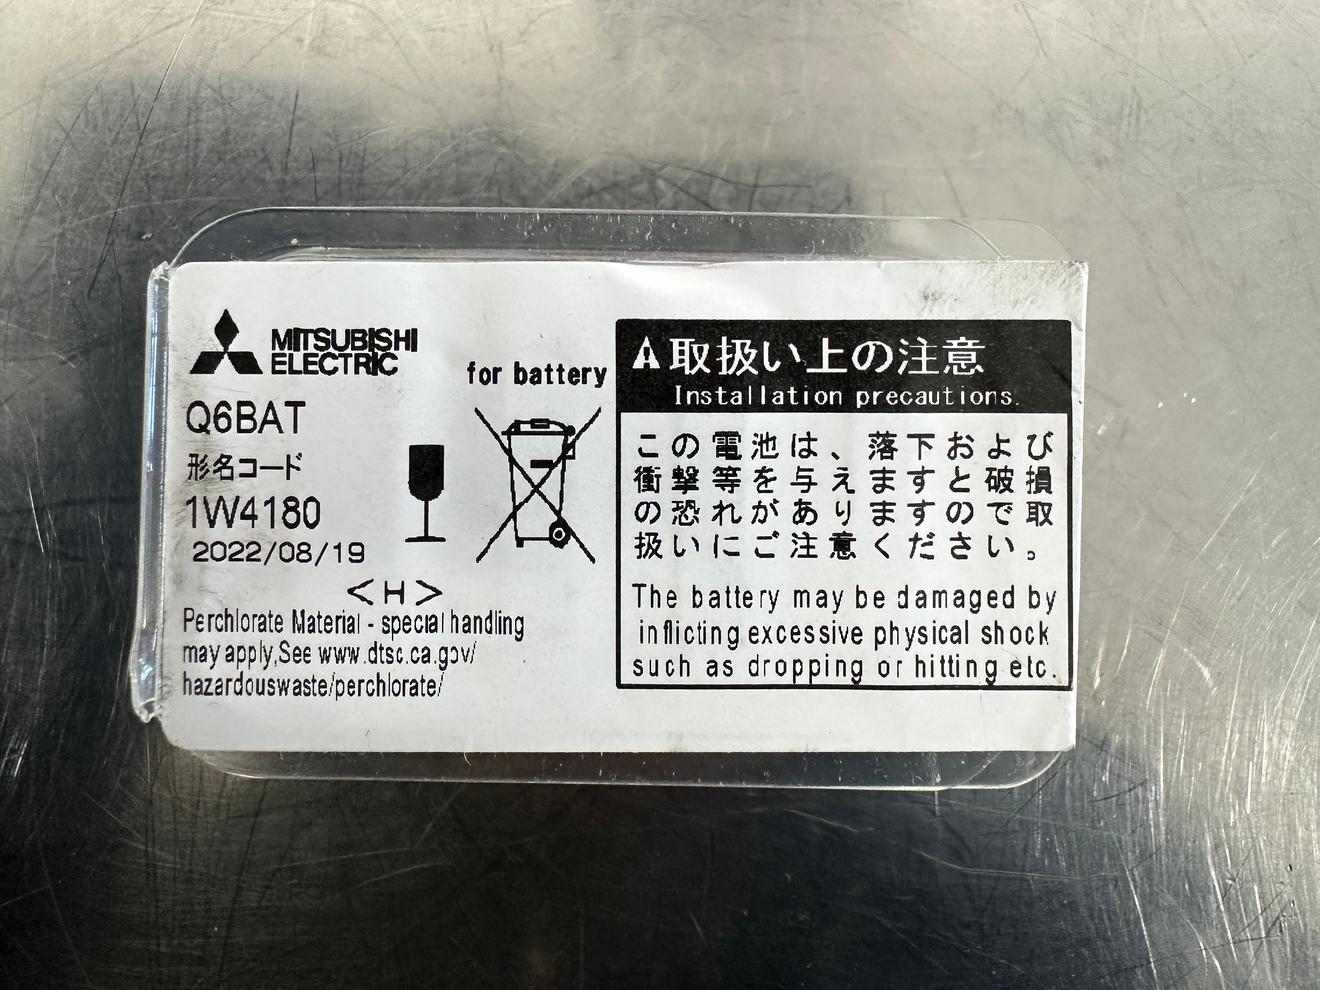 MITSUBISHI
ELECTRIC
Q6BAT
形名コード
1W4180
2022/08/19
<H>
Perchlorate Material - special handling
may apply,See www.dtsc.ca.gov/
hazardouswaste/perchlorate/
for battery
取扱い上の注意
Installation precautions.
この電池は、落下および
衝撃等を与えますと破損
の恐れがありますので取
扱いにご注意ください。
The battery may be damaged by
inflicting excessive physical shock
such as dropping or hitting etc.